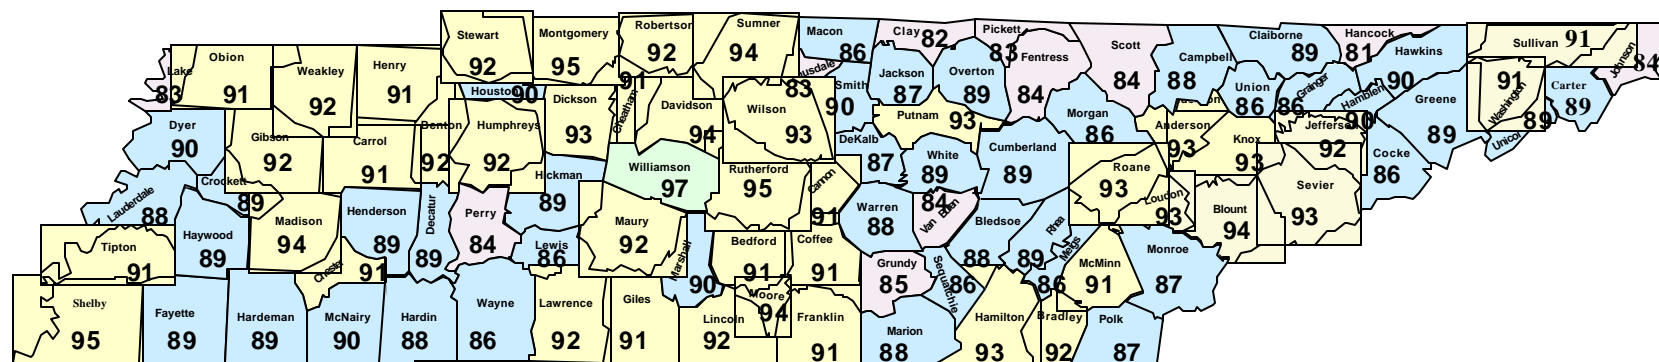 Stewart
92
Montgomery
95
Robertson
92
Sumner
94
Macon
86
Clay
82
Pickett
83
Fentress
84
Scott
84
Campbell
88
Claiborne
89
Hancock
81
Hawkins
90
Sullivan
91
Johnson
84
Lake
83
Obion
91
Weakley
92
Henry
91
Houston
90
Dickson
93
Cheatham
91
Davidson
94
Wilson
93
usdale
83
Smith
90
Jackson
87
Overton
89
Putnam
93
Morgan
86
Anderson
93
Union
86
Grainger
86
Hamblen
90
Greene
89
Washington
91
Unicoi
89
Carter
89
Dyer
90
Gibson
92
Carrol
91
Benton
92
Humphreys
92
Hickman
89
Williamson
97
Rutherford
95
Cannon
91
DeKalb
87
White
89
Cumberland
89
Roane
93
Loudon
93
Knox
93
Jefferson
92
Sevier
93
Cocke
86
Lauderdale
88
Crockett
89
Haywood
89
Madison
94
Henderson
89
Decatur
89
Perry
84
Lewis
86
Maury
92
Marshall
90
Bedford
91
Coffee
91
Warren
88
Van Buren
84
Bledsoe
88
Rhea
89
Meigs
86
McMinn
91
Monroe
87
Blount
94
Tipton
91
Chester
91
Moore
94
Grundy
85
Sequatchie
86
Shelby
95
Fayette
89
Hardeman
89
McNairy
90
Hardin
88
Wayne
86
Lawrence
92
Giles
91
Lincoln
92
Franklin
91
Marion
88
Hamilton
93
Bradley
92
Polk
87